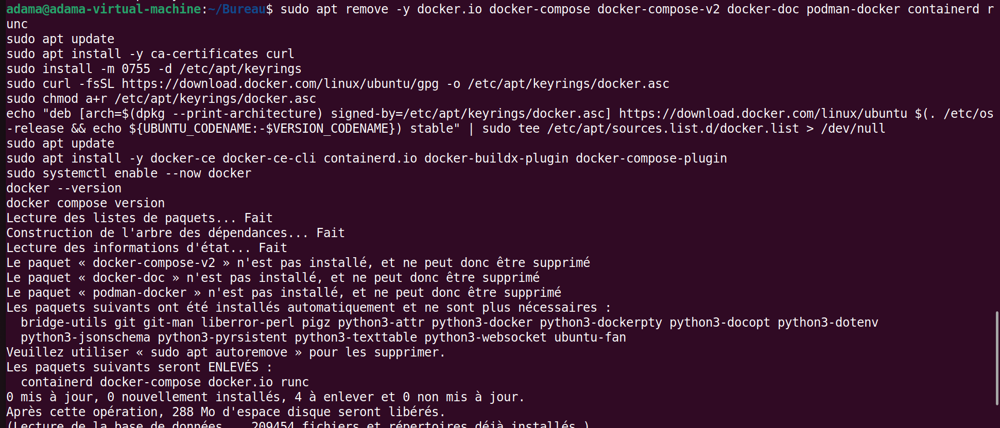 adama@adama-virtual-machine:~/Bureau$ sudo apt remove -y docker.io docker-compose docker-compose-v2 docker-doc podman-docker containerd r
unc
sudo apt update
sudo apt install -y ca-certificates curl
sudo install -m 0755 -d /etc/apt/keyrings
sudo curl -fsSL https://download.docker.com/linux/ubuntu/gpg -o /etc/apt/keyrings/docker.asc
sudo chmod a+r /etc/apt/keyrings/docker.asc
echo "deb [arch=$(dpkg --print-architecture) signed-by=/etc/apt/keyrings/docker.asc] https://download.docker.com/linux/ubuntu $(. /etc/os
-release && echo ${UBUNTU_CODENAME:-$VERSION_CODENAME}) stable" | sudo tee /etc/apt/sources.list.d/docker.list > /dev/null
sudo apt update
sudo apt install -y docker-ce docker-ce-cli containerd.io docker-buildx-plugin docker-compose-plugin
sudo systemctl enable --now docker
docker --version
docker compose version
Lecture des listes de paquets... Fait
Construction de l'arbre des dépendances... Fait
Lecture des informations d'état... Fait
Le paquet « docker-compose-v2 » n'est pas installé, et ne peut donc être supprimé
Le paquet « docker-doc » n'est pas installé, et ne peut donc être supprimé
Le paquet « podman-docker » n'est pas installé, et ne peut donc être supprimé
Les paquets suivants ont été installés automatiquement et ne sont plus nécessaires :
  bridge-utils git git-man liberror-perl pigz python3-attr python3-docker python3-dockerpty python3-docopt python3-dotenv
  python3-jsonschema python3-pyrsistent python3-texttable python3-websocket ubuntu-fan
Veuillez utiliser « sudo apt autoremove » pour les supprimer.
Les paquets suivants seront ENLEVÉS :
  containerd docker-compose docker.io runc
0 mis à jour, 0 nouvellement installés, 4 à enlever et 0 non mis à jour.
Après cette opération, 288 Mo d'espace disque seront libérés.
(Lecture de la base de données... 209454 fichiers et répertoires déjà installés.)